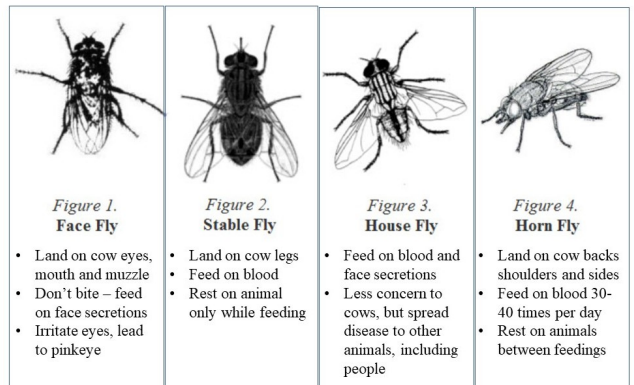 Figure 1.
Face Fly
• Land on cow eyes,
mouth and muzzle
• Don't bite – feed
on face secretions
• Irritate eyes, lead
to pinkeye
Figure 2.
Stable Fly
• Land on cow legs
• Feed on blood
• Rest on animal
only while feeding
Figure 3.
House Fly
• Feed on blood and
face secretions
• Less concern to
cows, but spread
disease to other
animals, including
people
Figure 4.
Horn Fly
• Land on cow backs
shoulders and sides
• Feed on blood 30-
40 times per day
• Rest on animals
between feedings